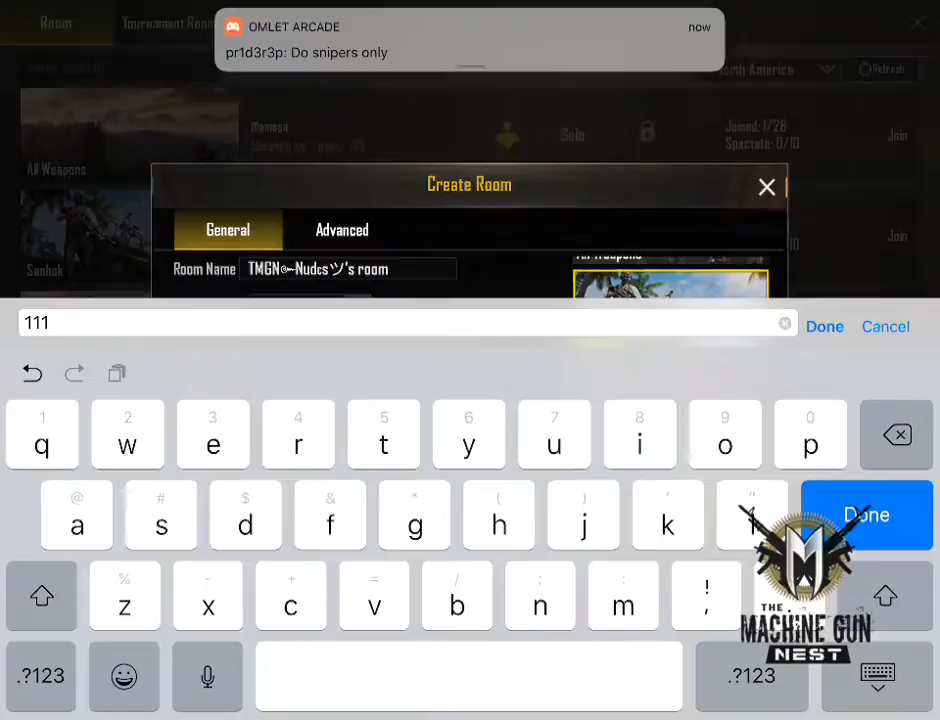 Room Tournament Room
OMLET ARCADE now
pr1d3r3p: Do snipers only
North America Refresh
Solo
Joined: 1/28
Spectate: 0/10
Join
All Weapons
Create Room
General Advanced
Join
Sanhok
Room Name TMGN๛Nudcsツ's room
All Weapons
111 Done Cancel
1 2 3 4 5 6 7 8 9 0
q w e r t y u i o p
@ # $ & * ( ) ' "
a s d f g h j k l Done
% - + = / ; : !
z x c v b n m ,
THE
MACHINE GUN
NEST
.?123 .?123